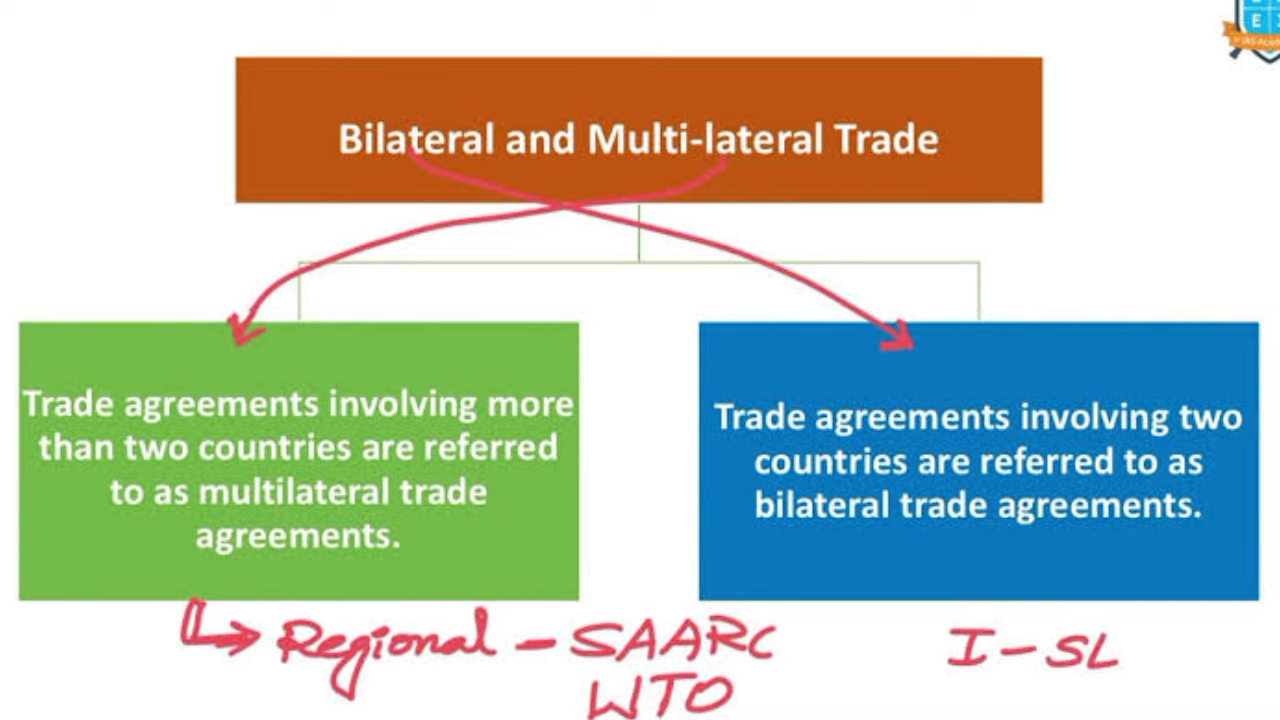 Bilateral and Multi-lateral Trade
Trade agreements involving more
than two countries are referred
to as multilateral trade
agreements.
Trade agreements involving two
countries are referred to as
bilateral trade agreements.
Regional - SAARC
WTO
I - SL